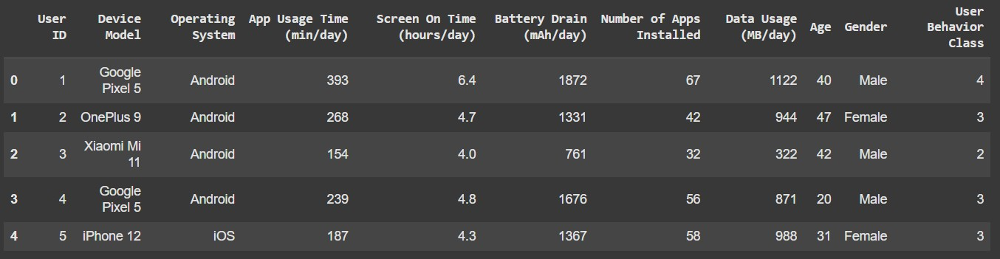 User ID Device Model Operating System App Usage Time (min/day) Screen On Time (hours/day) Battery Drain (mAh/day) Number of Apps Installed Data Usage (MB/day) Age Gender User Behavior Class
0 1 Google Pixel 5 Android 393 6.4 1872 67 1122 40 Male 4
1 2 OnePlus 9 Android 268 4.7 1331 42 944 47 Female 3
2 3 Xiaomi Mi 11 Android 154 4.0 761 32 322 42 Male 2
3 4 Google Pixel 5 Android 239 4.8 1676 56 871 20 Male 3
4 5 iPhone 12 iOS 187 4.3 1367 58 988 31 Female 3